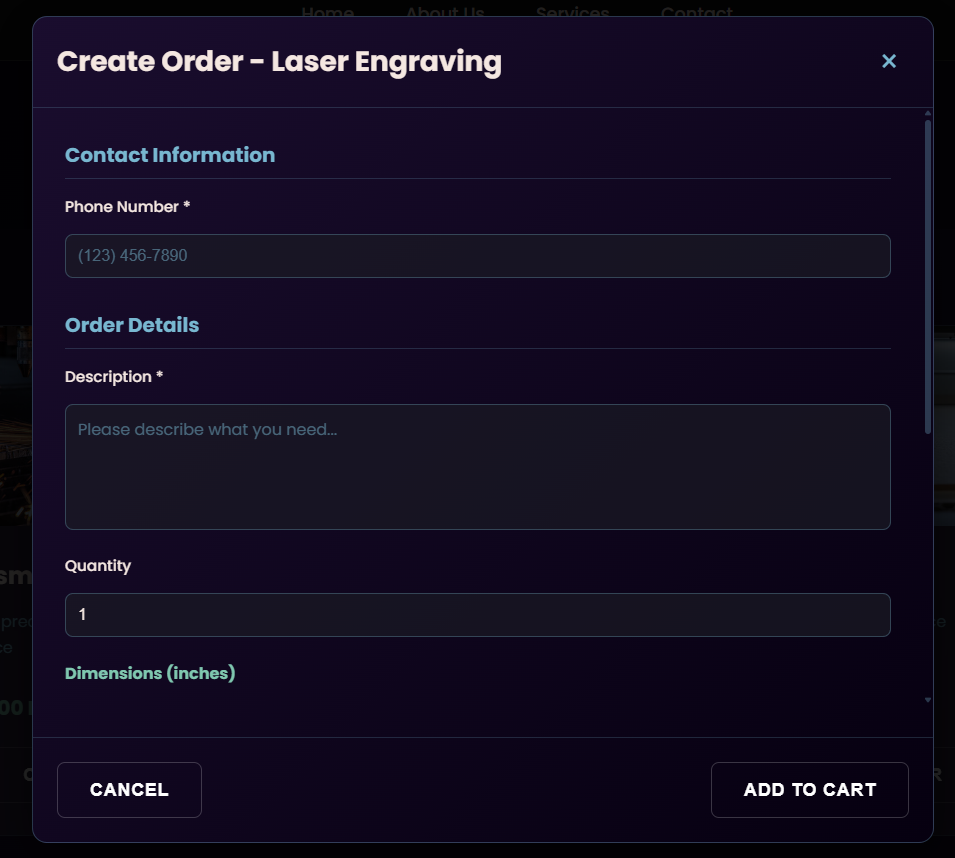 Home About Us Services Contact
Create Order – Laser Engraving
×
Contact Information
Phone Number *
(123) 456-7890
Order Details
Description *
Please describe what you need...
Quantity
1
Dimensions (inches)
CANCEL ADD TO CART